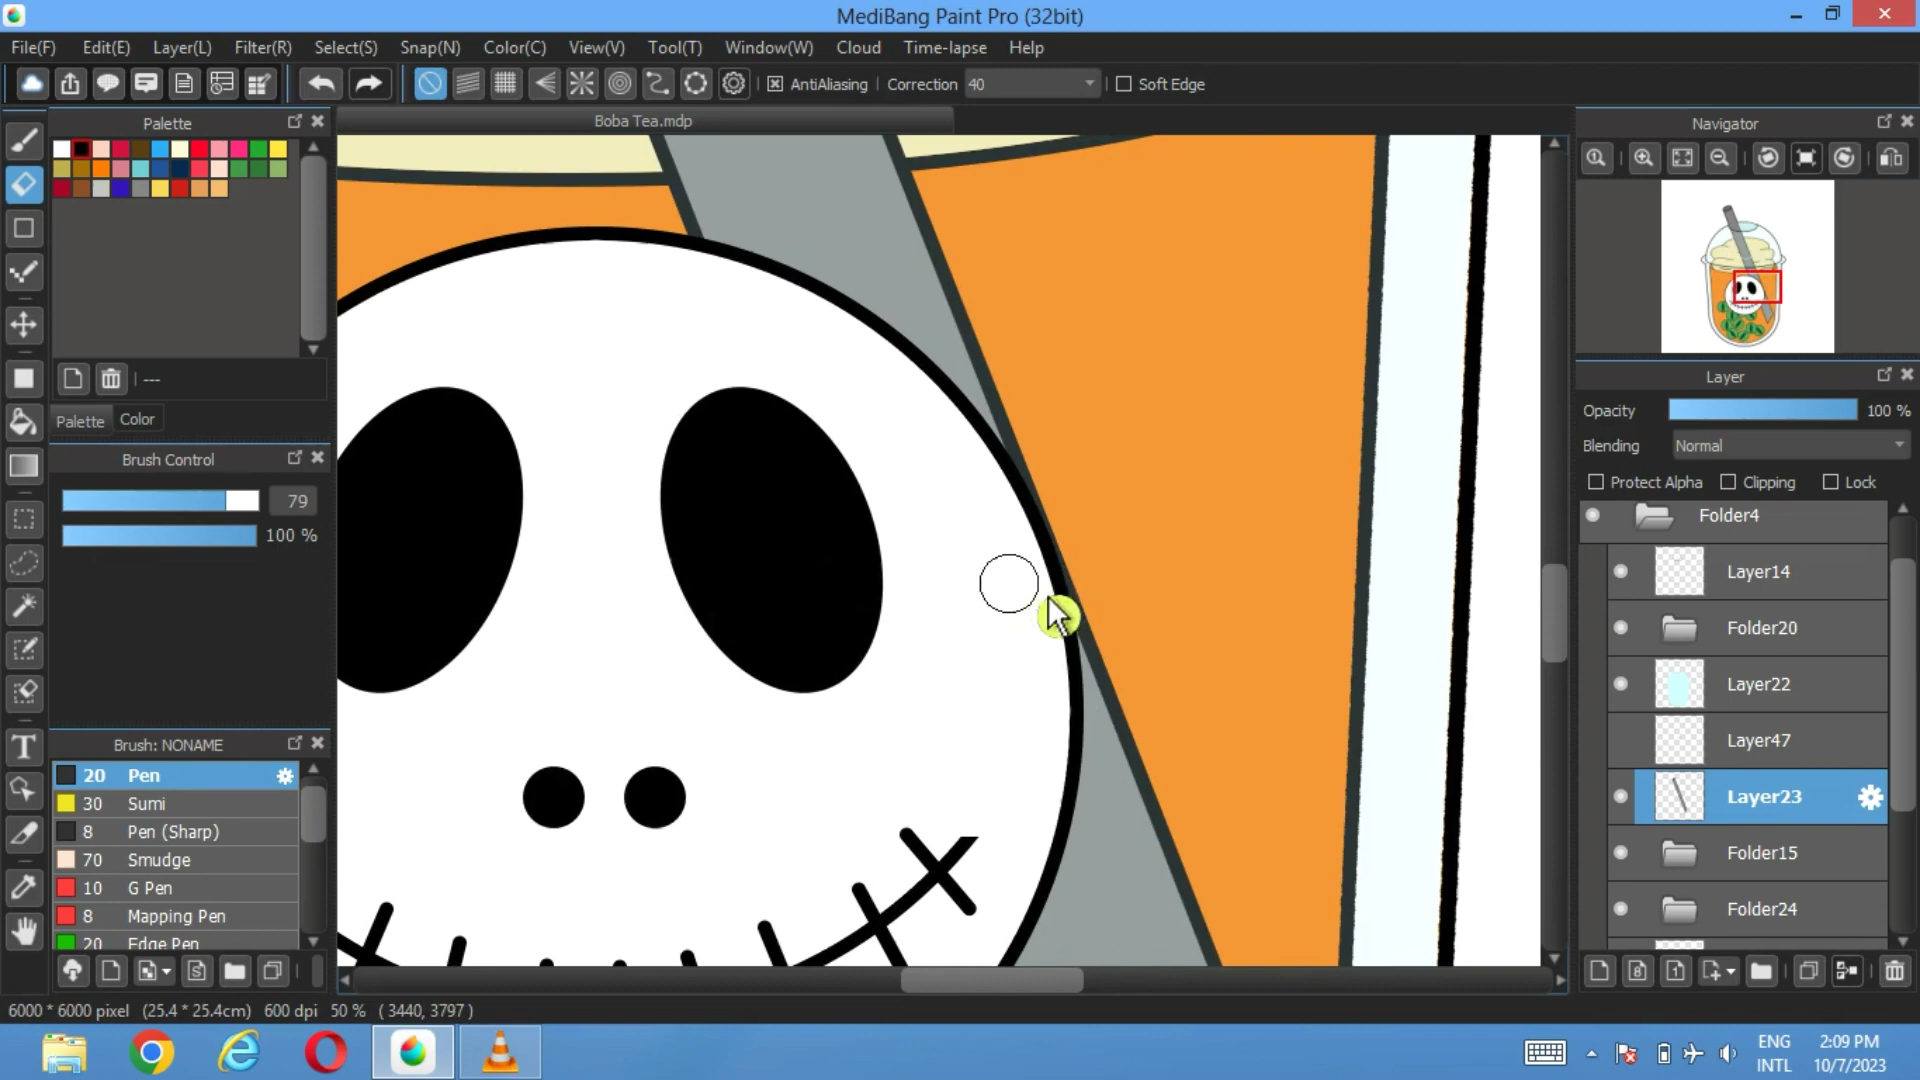 MediBang Paint Pro (32bit)
File(F) Edit(E) Layer(L) Filter(R) Select(S) Snap(N) Color(C) View(V) Tool(T) Window(W) Cloud Time-lapse Help
AntiAliasing Correction 40 Soft Edge
Palette
Boba Tea.mdp
Navigator
---
Palette Color
Brush Control
79
100 %
Brush: NONAME
20 Pen
30 Sumi
8 Pen (Sharp)
70 Smudge
10 G Pen
8 Mapping Pen
20 Edge Pen
Layer
Opacity 100 %
Blending Normal
Protect Alpha Clipping Lock
Folder4
Layer14
Folder20
Layer22
Layer47
Layer23
Folder15
Folder24
6000 * 6000 pixel (25.4 * 25.4cm) 600 dpi 50 % ( 3440, 3797 )
ENG 2:09 PM
INTL 10/7/2023